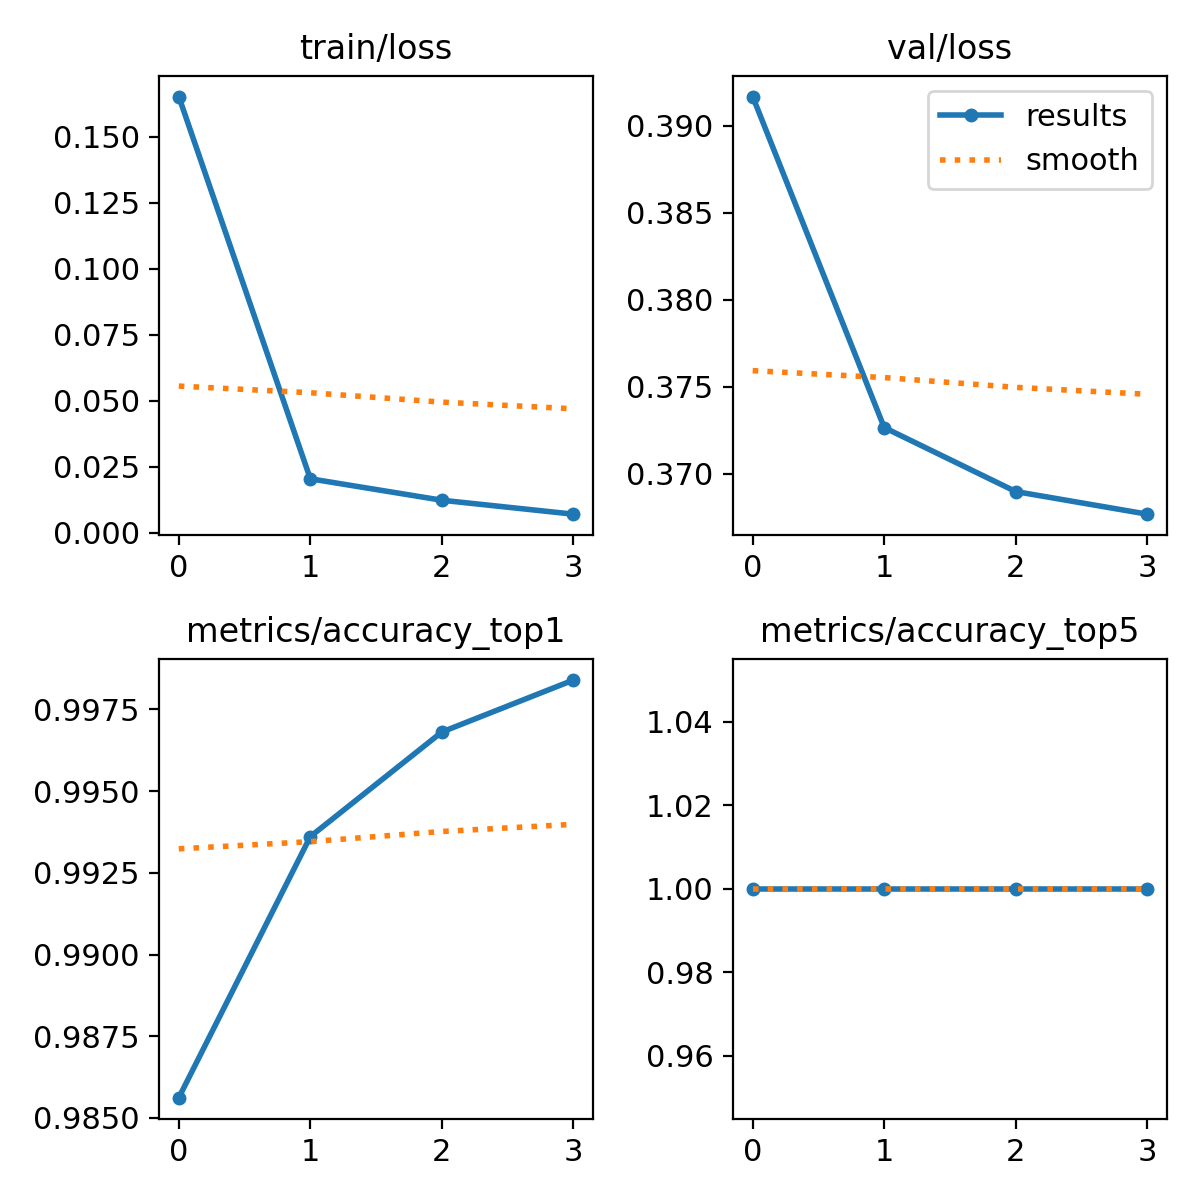 train/loss
0.150
0.125
0.100
0.075
0.050
0.025
0.000
0 1 2 3
val/loss
results
smooth
0.390
0.385
0.380
0.375
0.370
0 1 2 3
metrics/accuracy_top1
0.9975
0.9950
0.9925
0.9900
0.9875
0.9850
0 1 2 3
metrics/accuracy_top5
1.04
1.02
1.00
0.98
0.96
0 1 2 3